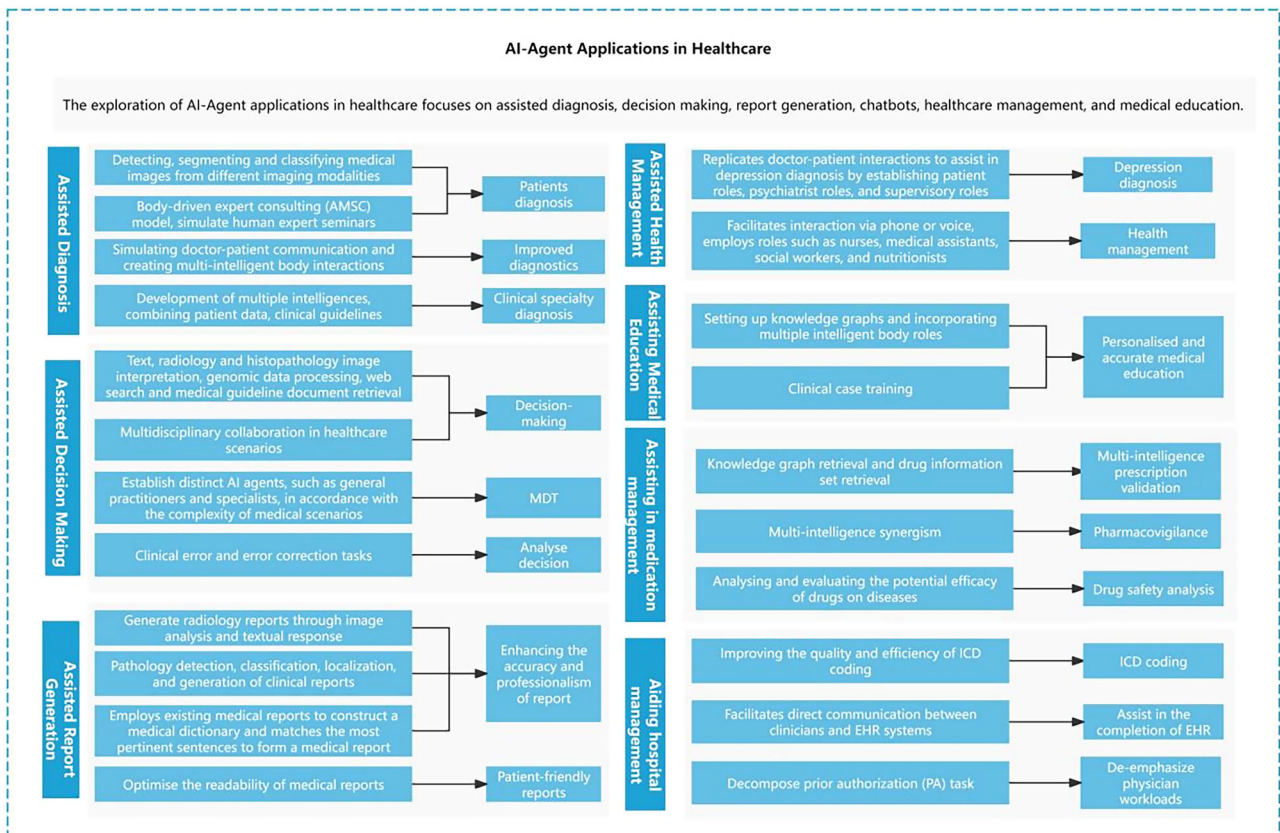 AI-Agent Applications in Healthcare
The exploration of AI-Agent applications in healthcare focuses on assisted diagnosis, decision making, report generation, chatbots, healthcare management, and medical education.
Assisted Diagnosis
Detecting, segmenting and classifying medical
images from different imaging modalities
Body-driven expert consulting (AMSC)
model, simulate human expert seminars
Patients
diagnosis
Simulating doctor-patient communication and
creating multi-intelligent body interactions
Improved
diagnostics
Development of multiple intelligences,
combining patient data, clinical guidelines
Clinical specialty
diagnosis
Assisted Decision Making
Text, radiology and histopathology image
interpretation, genomic data processing, web
search and medical guideline document retrieval
Multidisciplinary collaboration in healthcare
scenarios
Decision-
making
Establish distinct AI agents, such as general
practitioners and specialists, in accordance with
the complexity of medical scenarios
MDT
Clinical error and error correction tasks
Analyse
decision
Assisted Report
Generation
Generate radiology reports through image
analysis and textual response
Pathology detection, classification, localization,
and generation of clinical reports
Employs existing medical reports to construct a
medical dictionary and matches the most
pertinent sentences to form a medical report
Enhancing the
accuracy and
professionalism
of report
Optimise the readability of medical reports
Patient-friendly
reports
Assisted Health
Management
Replicates doctor-patient interactions to assist in
depression diagnosis by establishing patient
roles, psychiatrist roles, and supervisory roles
Depression
diagnosis
Facilitates interaction via phone or voice,
employs roles such as nurses, medical assistants,
social workers, and nutritionists
Health
management
Assisting Medical
Education
Setting up knowledge graphs and incorporating
multiple intelligent body roles
Clinical case training
Personalised and
accurate medical
education
Assisting in medication
management
Knowledge graph retrieval and drug information
set retrieval
Multi-intelligence
prescription
validation
Multi-intelligence synergism
Pharmacovigilance
Analysing and evaluating the potential efficacy
of drugs on diseases
Drug safety analysis
Aiding hospital
management
Improving the quality and efficiency of ICD
coding
ICD coding
Facilitates direct communication between
clinicians and EHR systems
Assist in the
completion of EHR
Decompose prior authorization (PA) task
De-emphasize
physician
workloads